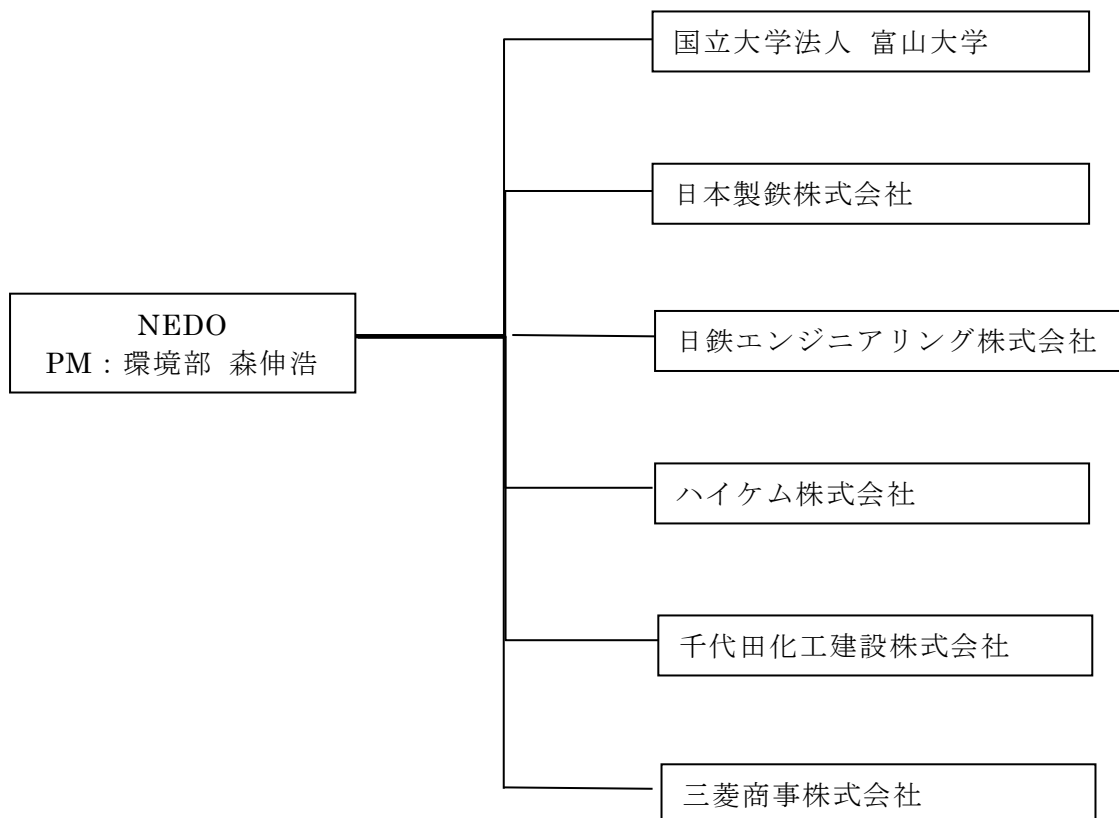 国立大学法人 富山大学
日本製鉄株式会社
NEDO
PM：環境部 森伸浩
日鉄エンジニアリング株式会社
ハイケム株式会社
千代田化工建設株式会社
三菱商事株式会社